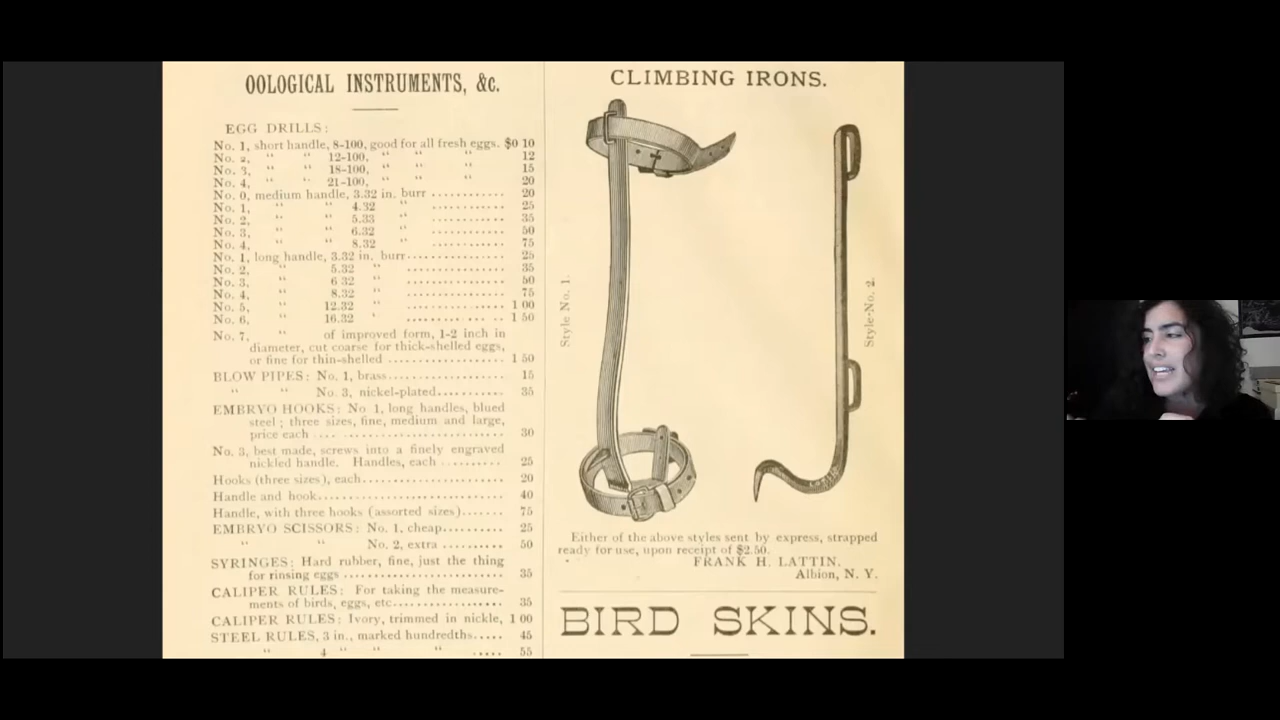 OOLOGICAL INSTRUMENTS, &c.
EGG DRILLS:
No. 1, short handle, 8-100, good for all fresh eggs. $0 10
No. 2, “ “ 12-100, “ “ “ 12
No. 3, “ “ 18-100, “ “ “ 15
No. 4, “ “ 21-100, “ “ “ 20
No. 0, medium handle, 3.32 in. burr ........... 20
No. 1, “ 4.32 “ ........... 25
No. 2, “ 5.33 “ ........... 35
No. 3, “ 6.32 “ ........... 50
No. 4, “ 8.32 “ ........... 75
No. 1, long handle, 3.32 in. burr .............. 25
No. 2, “ 5.32 “ .............. 35
No. 3, “ 6 32 “ .............. 50
No. 4, “ 8.32 “ .............. 75
No. 5, “ 12.32 “ .............. 1 00
No. 6, “ 16.32 “ .............. 1 50
No. 7, “ of improved form, 1-2 inch in
diameter, cut coarse for thick-shelled eggs,
or fine for thin-shelled .................. 1 50
BLOW PIPES: No. 1, brass..................... 15
“ “ No. 3, nickel-plated............ 35
EMBRYO HOOKS: No 1, long handles, blued
steel; three sizes, fine, medium and large,
price each .... .......................... 30
No. 3, best made, screws into a finely engraved
nickled handle. Handles, each ........... 25
Hooks (three sizes), each........................ 20
Handle and hook................................ 40
Handle, with three hooks (assorted sizes)....... 75
EMBRYO SCISSORS: No. 1, cheap........... 25
“ “ No. 2, extra ........... 50
SYRINGES: Hard rubber, fine, just the thing
for rinsing eggs ............................ 35
CALIPER RULES: For taking the measure-
ments of birds, eggs, etc.................... 35
CALIPER RULES: Ivory, trimmed in nickle, 1 00
STEEL RULES, 3 in., marked hundredths..... 45
“ 4 “ “ “ ..... 55
CLIMBING IRONS.
Style No. 1.
Style No. 2.
Either of the above styles sent by express, strapped
ready for use, upon receipt of $2.50.
FRANK H. LATTIN,
Albion, N. Y.
BIRD SKINS.